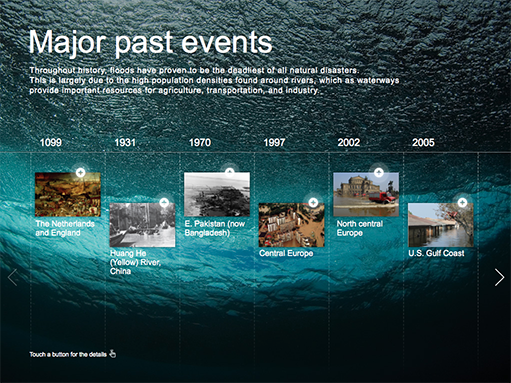 Major past events
Throughout history, floods have proven to be the deadliest of all natural disasters.
This is largely due to the high population densities found around rivers, which as waterways
provide important resources for agriculture, transportation, and industry.
1099 1931 1970 1997 2002 2005
The Netherlands
and England
Huang He
(Yellow) River,
China
E. Pakistan (now
Bangladesh)
Central Europe
North central
Europe
U.S. Gulf Coast
Touch a button for the details